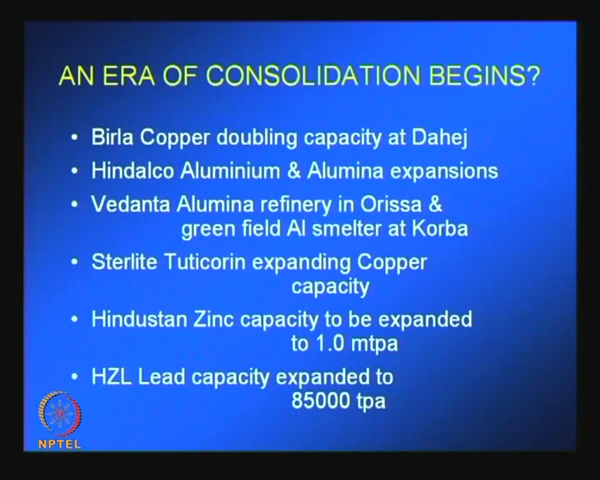 AN ERA OF CONSOLIDATION BEGINS?
• Birla Copper doubling capacity at Dahej
• Hindalco Aluminium & Alumina expansions
• Vedanta Alumina refinery in Orissa &
green field Al smelter at Korba
• Sterlite Tuticorin expanding Copper
capacity
• Hindustan Zinc capacity to be expanded
to 1.0 mtpa
• HZL Lead capacity expanded to
85000 tpa
NPTEL